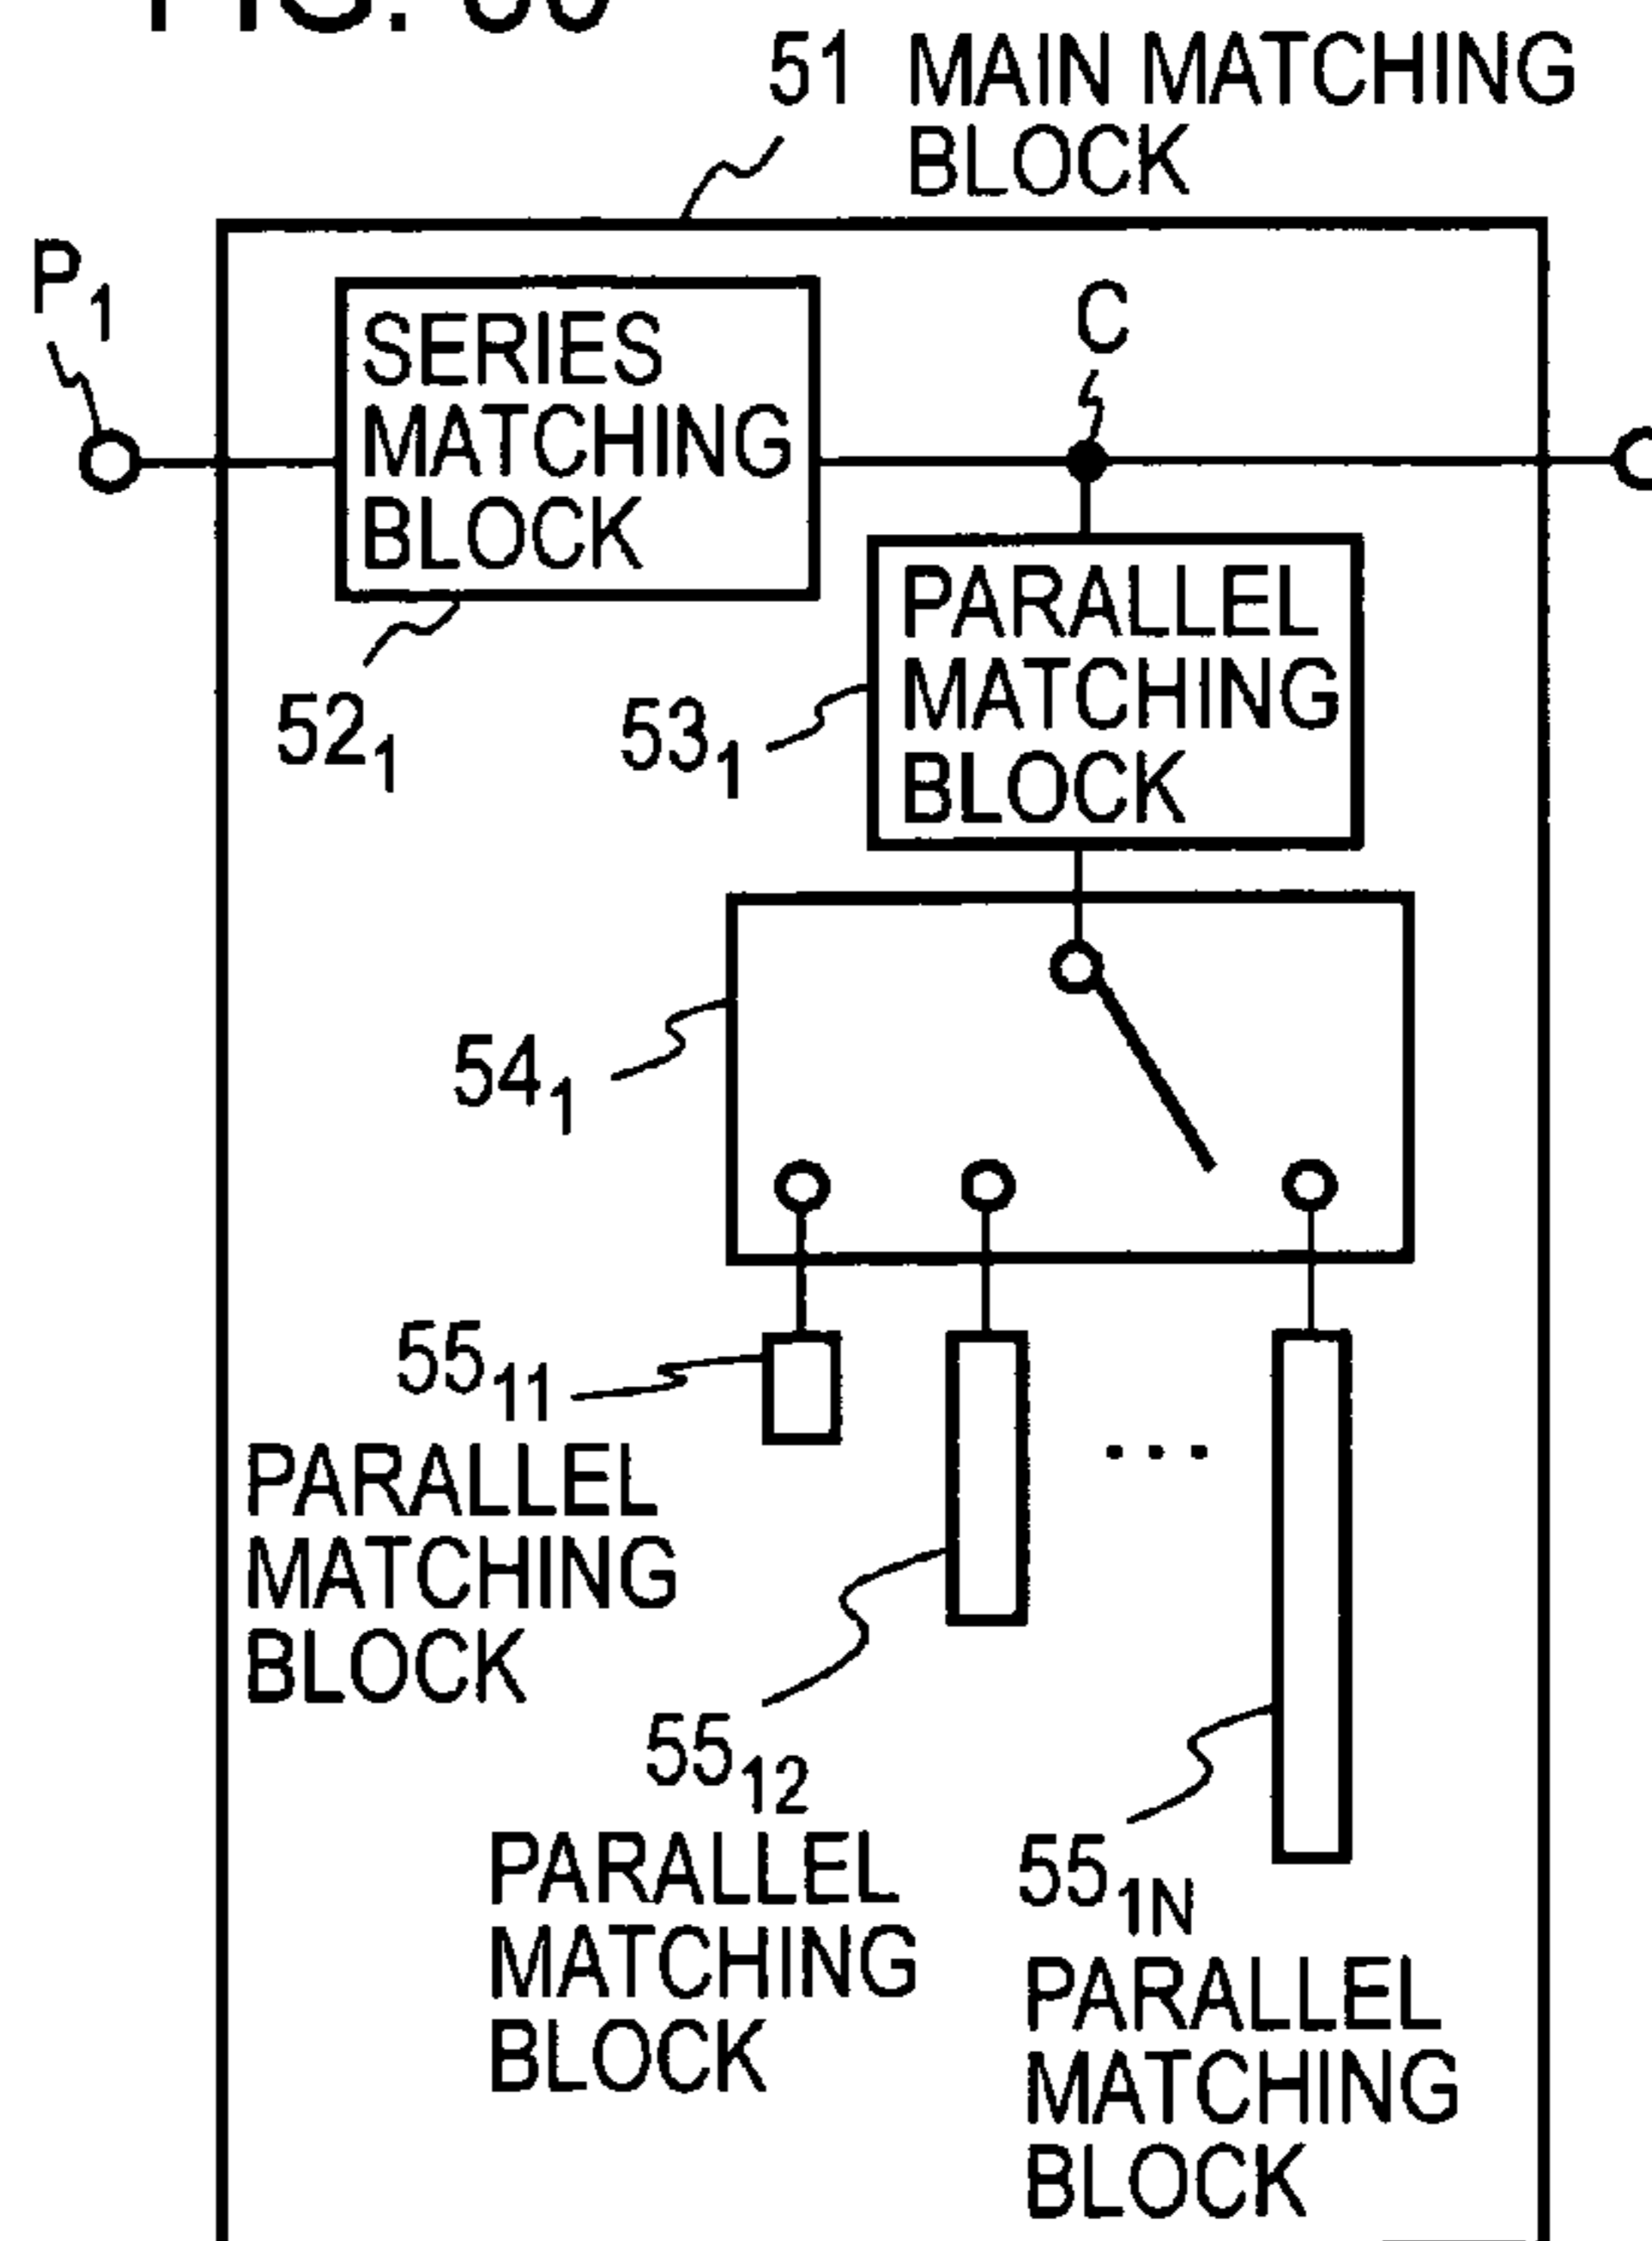 51 MAIN MATCHING
BLOCK
P1
SERIES
MATCHING
BLOCK
C
PARALLEL
MATCHING
BLOCK
521
531
541
5511
PARALLEL
MATCHING
BLOCK
5512
PARALLEL
MATCHING
BLOCK
551N
PARALLEL
MATCHING
BLOCK